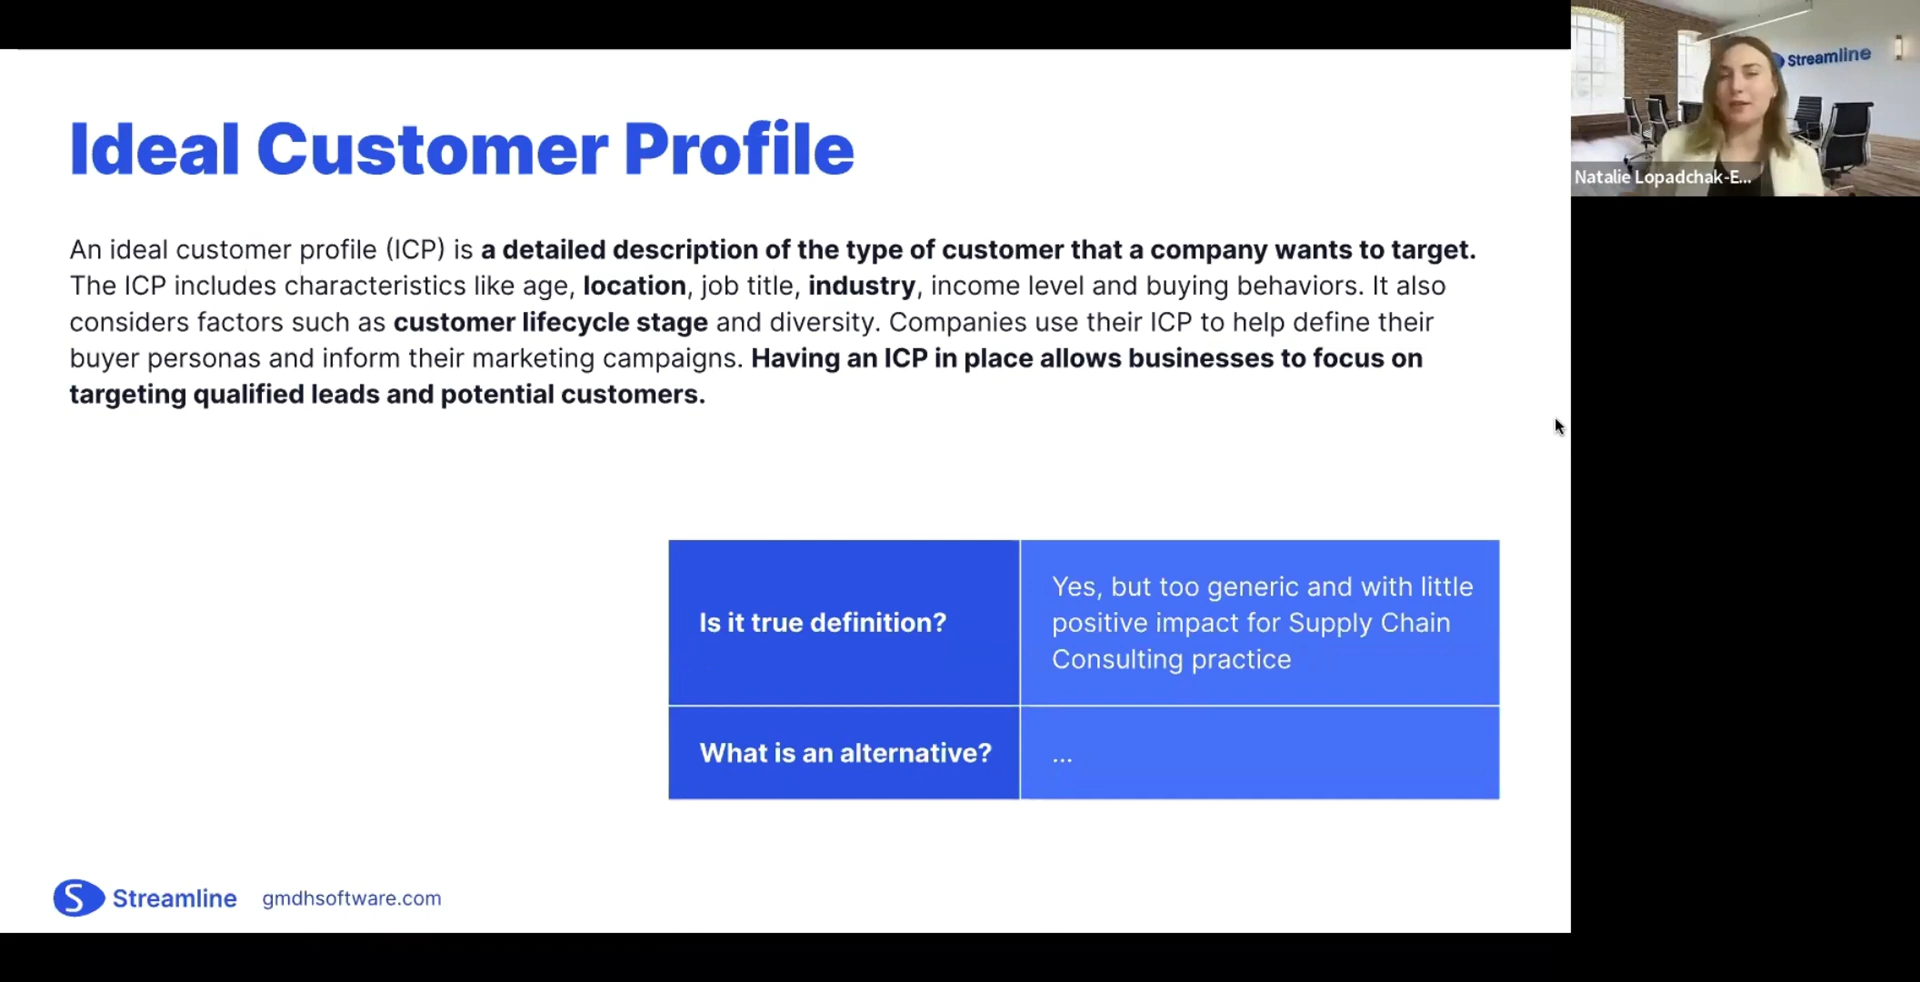 Ideal Customer Profile
An ideal customer profile (ICP) is a detailed description of the type of customer that a company wants to target.
The ICP includes characteristics like age, location, job title, industry, income level and buying behaviors. It also
considers factors such as customer lifecycle stage and diversity. Companies use their ICP to help define their
buyer personas and inform their marketing campaigns. Having an ICP in place allows businesses to focus on
targeting qualified leads and potential customers.
Is it true definition?
Yes, but too generic and with little
positive impact for Supply Chain
Consulting practice
What is an alternative?
...
Streamline
gmdhsoftware.com
Streamline
Natalie Lopadchak-E...